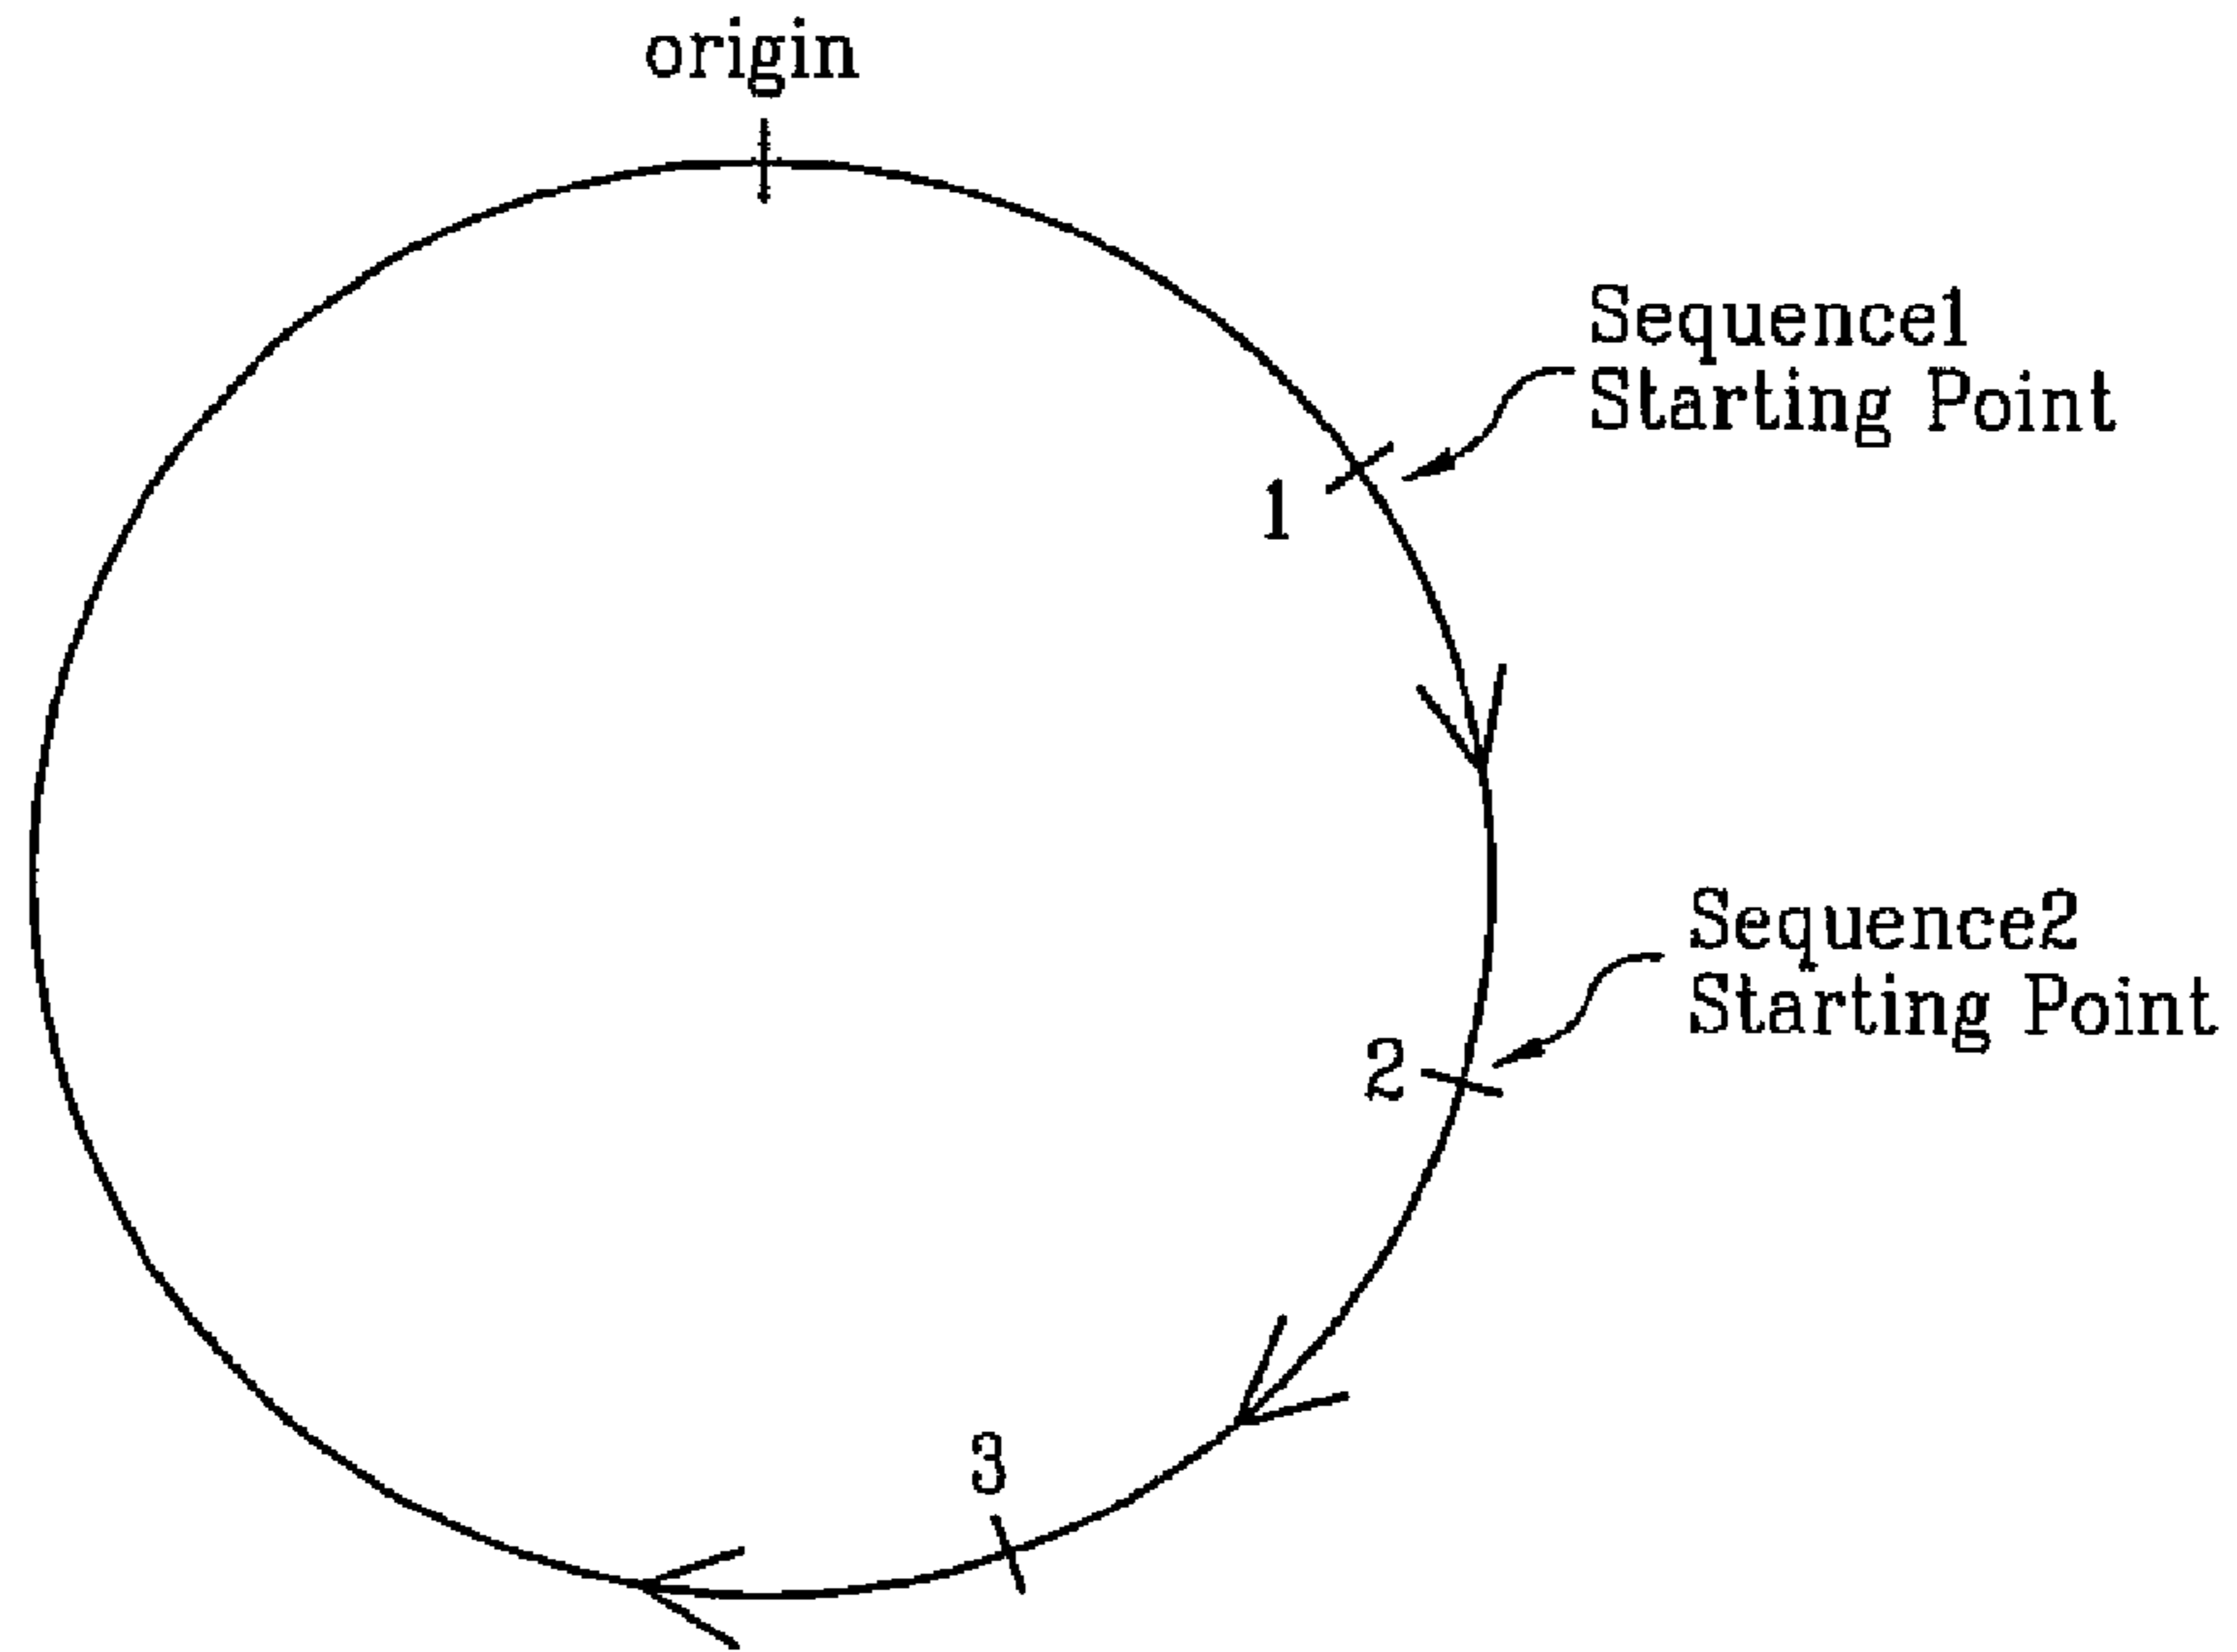 origin
Sequence1
Starting Point
1
Sequence2
Starting Point
2
3